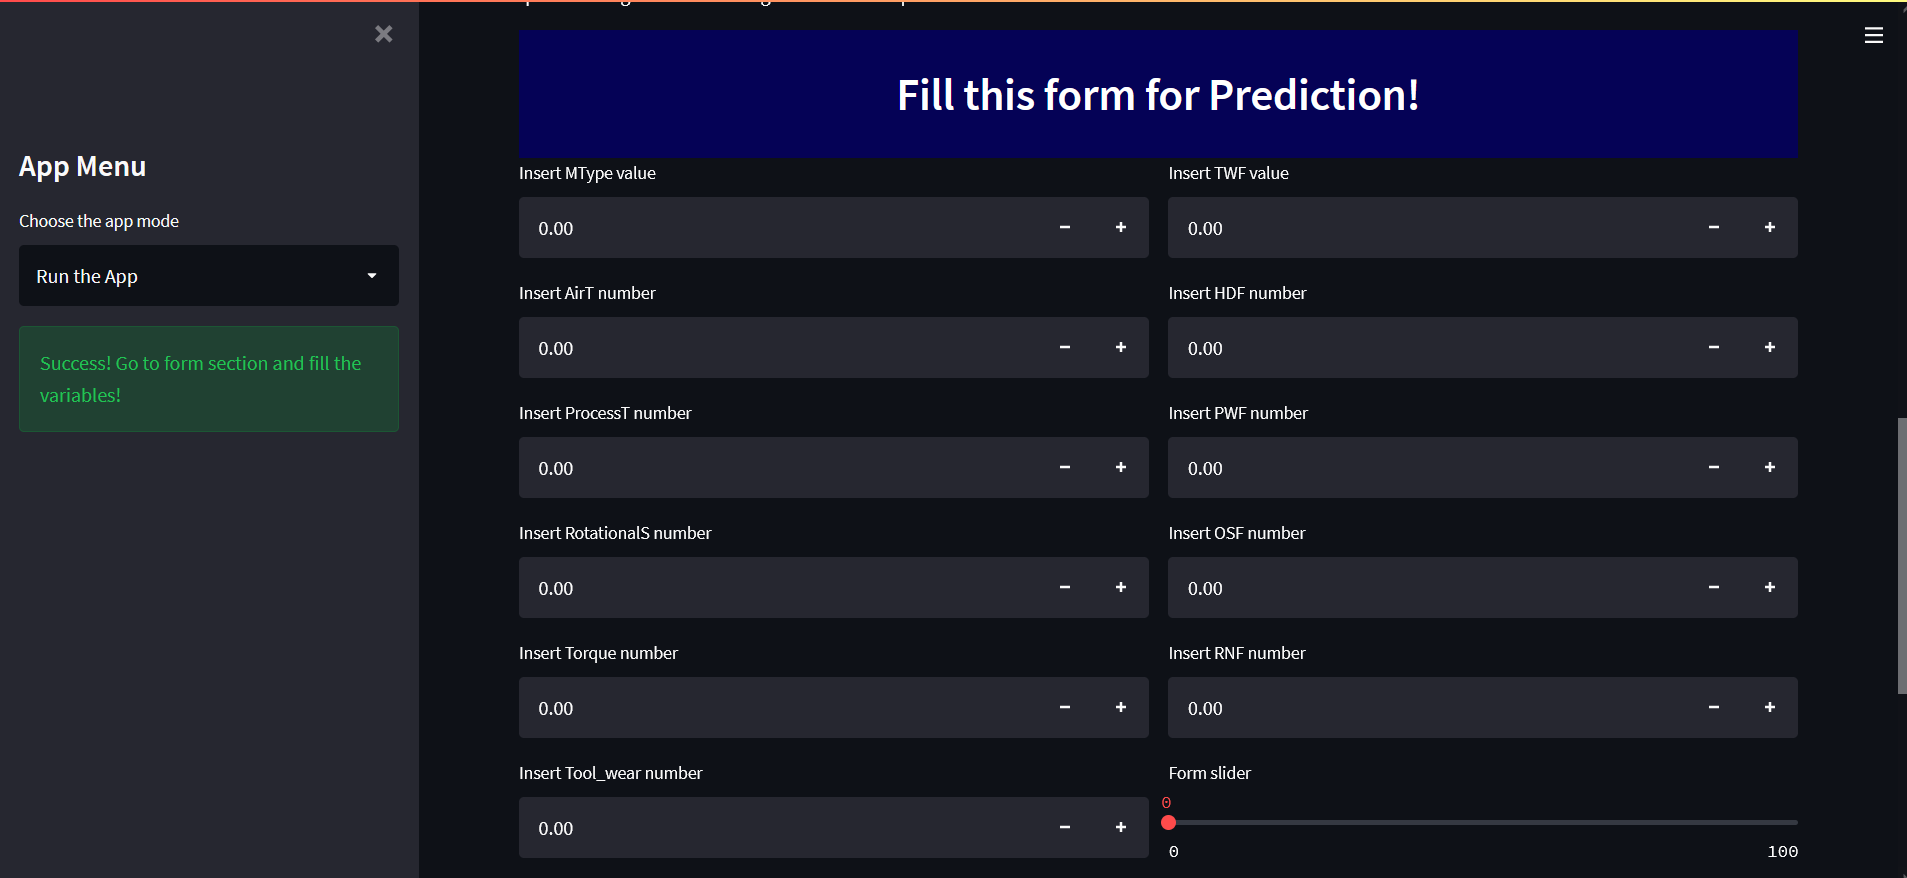 App Menu
Choose the app mode
Run the App
Success! Go to form section and fill the
variables!
Fill this form for Prediction!
Insert MType value
0.00
Insert TWF value
0.00
Insert AirT number
0.00
Insert HDF number
0.00
Insert ProcessT number
0.00
Insert PWF number
0.00
Insert RotationalS number
0.00
Insert OSF number
0.00
Insert Torque number
0.00
Insert RNF number
0.00
Insert Tool_wear number
0.00
Form slider
0
0
100